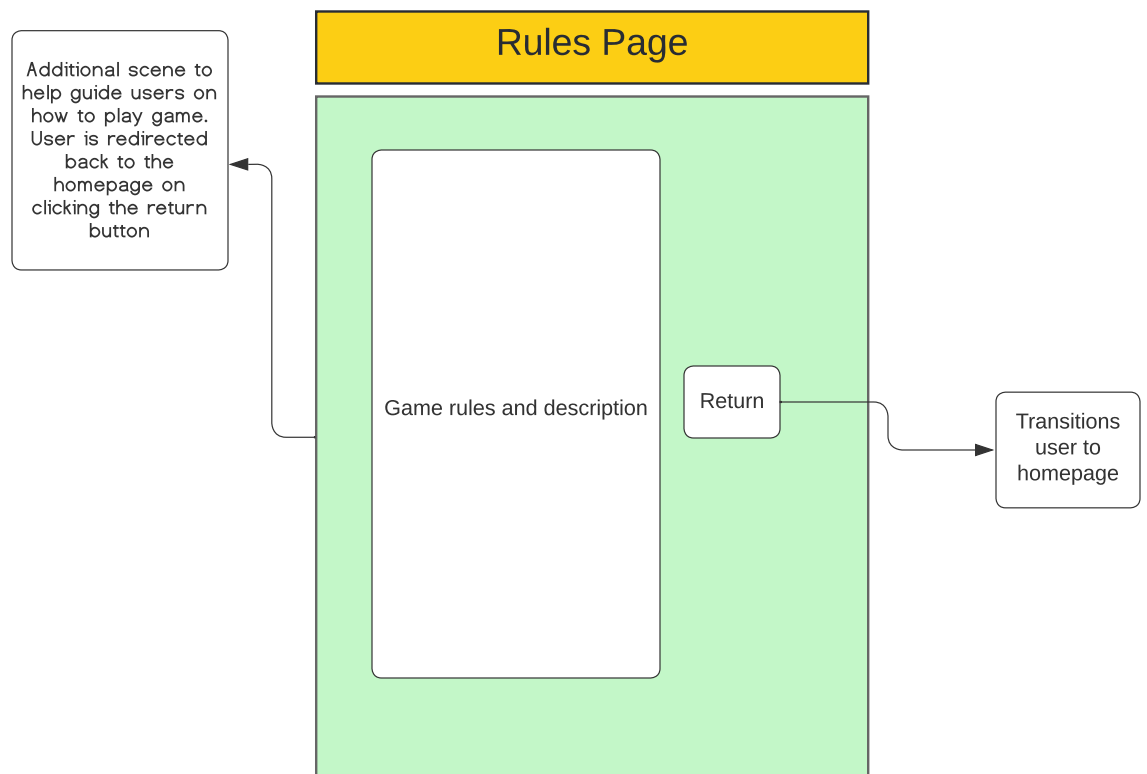 Rules Page
Additional scene to
help guide users on
how to play game.
User is redirected
back to the
homepage on
clicking the return
button
Game rules and description
Return
Transitions
user to
homepage